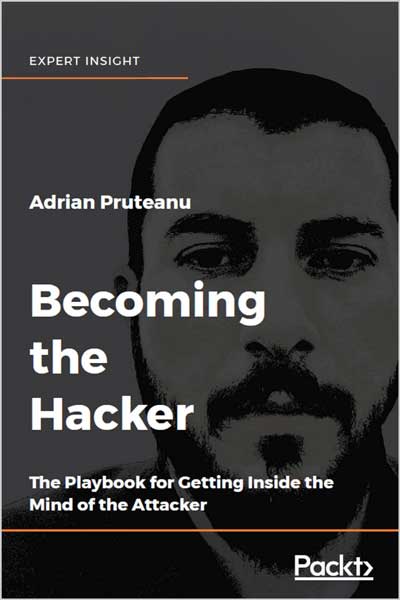 EXPERT INSIGHT
Adrian Pruteanu
Becoming
the
Hacker
The Playbook for Getting Inside the
Mind of the Attacker
Packt>